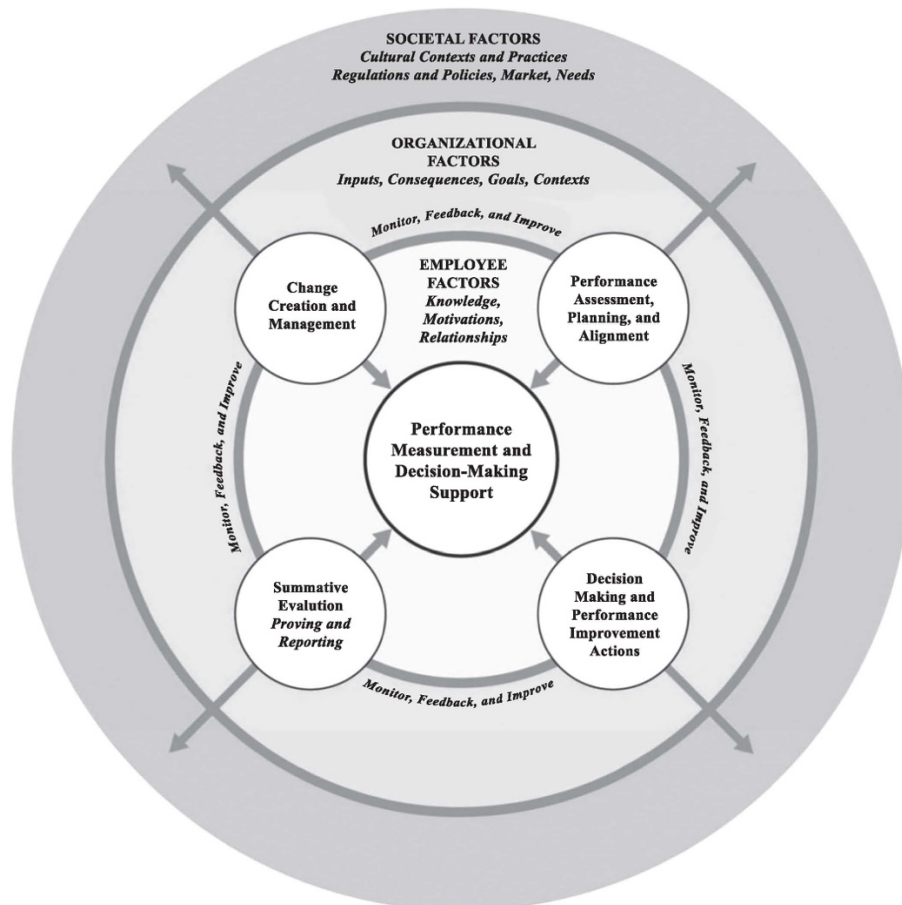 SOCIETAL FACTORS
Cultural Contexts and Practices
Regulations and Policies, Market, Needs
ORGANIZATIONAL
FACTORS
Inputs, Consequences, Goals, Contexts
Monitor, Feedback, and Improve
EMPLOYEE
FACTORS
Knowledge,
Motivations,
Relationships
Change
Creation and
Management
Performance
Assessment,
Planning, and
Alignment
Monitor, Feedback, and Improve
Performance
Measurement and
Decision-Making
Support
Monitor, Feedback, and Improve
Summative
Evalution
Proving and
Reporting
Decision
Making and
Performance
Improvement
Actions
Monitor, Feedback, and Improve